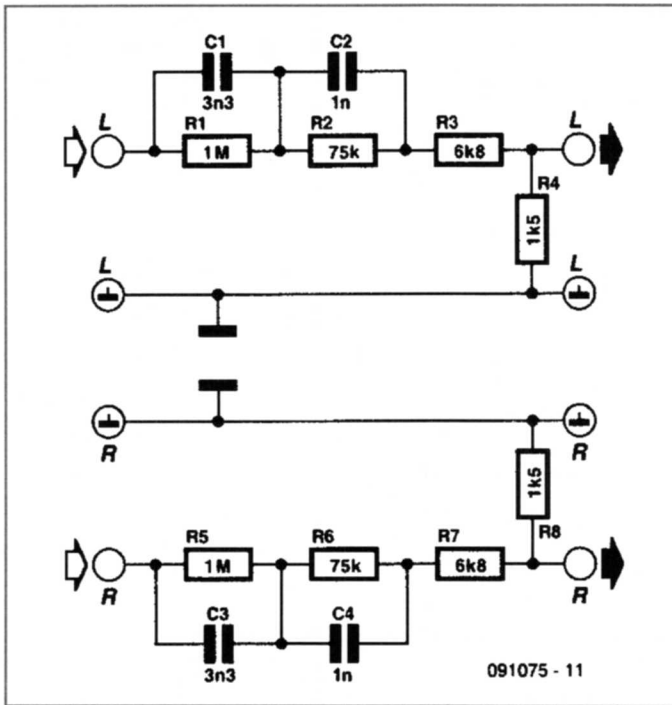 C1 C2
3n3 1n
L R1 R2 R3 L
1M 75k 6k8
R4
1k5
L L
R R
1k5
R5 R6 R7 R8
1M 75k 6k8
R R
C3 C4
3n3 1n
091075 - 11